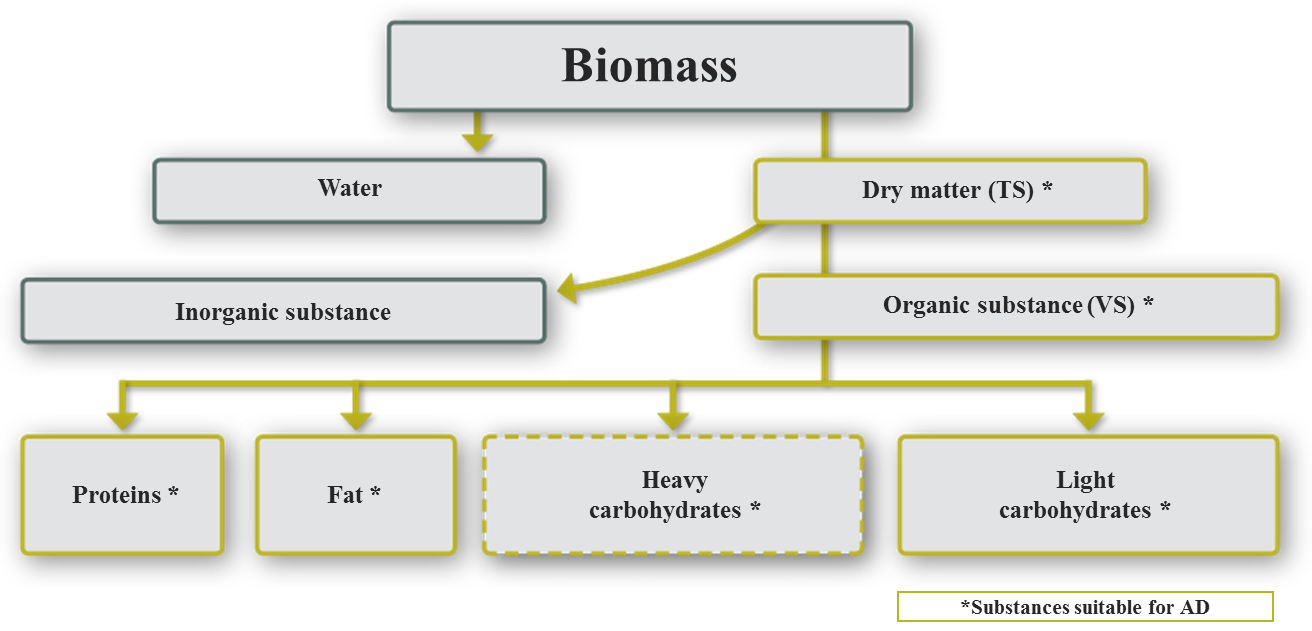 Biomass
Water
Dry matter (TS) *
Inorganic substance
Organic substance (VS) *
Proteins *
Fat *
Heavy
carbohydrates *
Light
carbohydrates *
*Substances suitable for AD